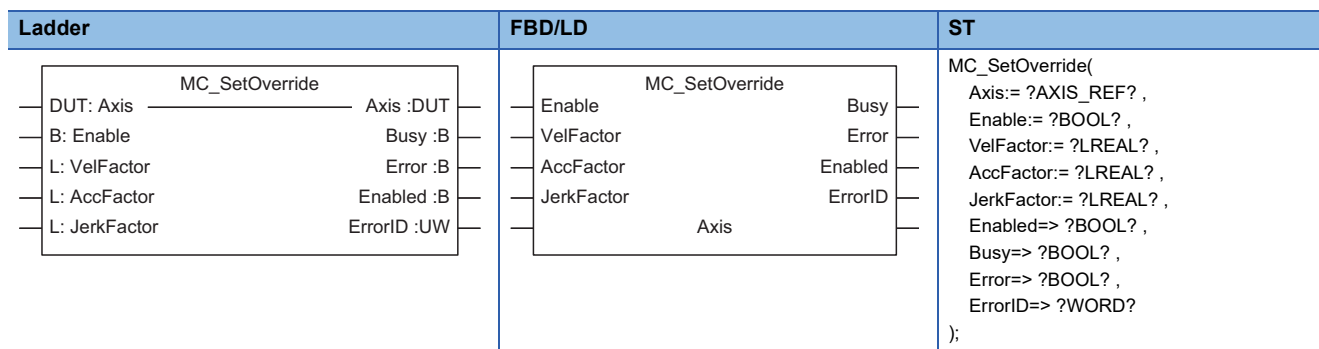 Ladder
FBD/LD
ST
MC_SetOverride
DUT: Axis Axis :DUT
B: Enable Busy :B
L: VelFactor Error :B
L: AccFactor Enabled :B
L: JerkFactor ErrorID :UW
MC_SetOverride
Enable Busy
VelFactor Error
AccFactor Enabled
JerkFactor ErrorID
Axis
MC_SetOverride(
Axis:= ?AXIS_REF? ,
Enable:= ?BOOL? ,
VelFactor:= ?LREAL? ,
AccFactor:= ?LREAL? ,
JerkFactor:= ?LREAL? ,
Enabled=> ?BOOL? ,
Busy=> ?BOOL? ,
Error=> ?BOOL? ,
ErrorID=> ?WORD?
);